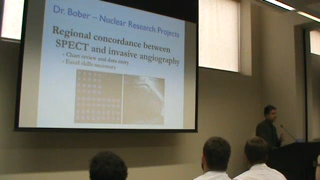 Dr. Bober – Nuclear Research Projects
Regional concordance between
SPECT and invasive angiography
- Chart review and data entry
- Excel skills necessary